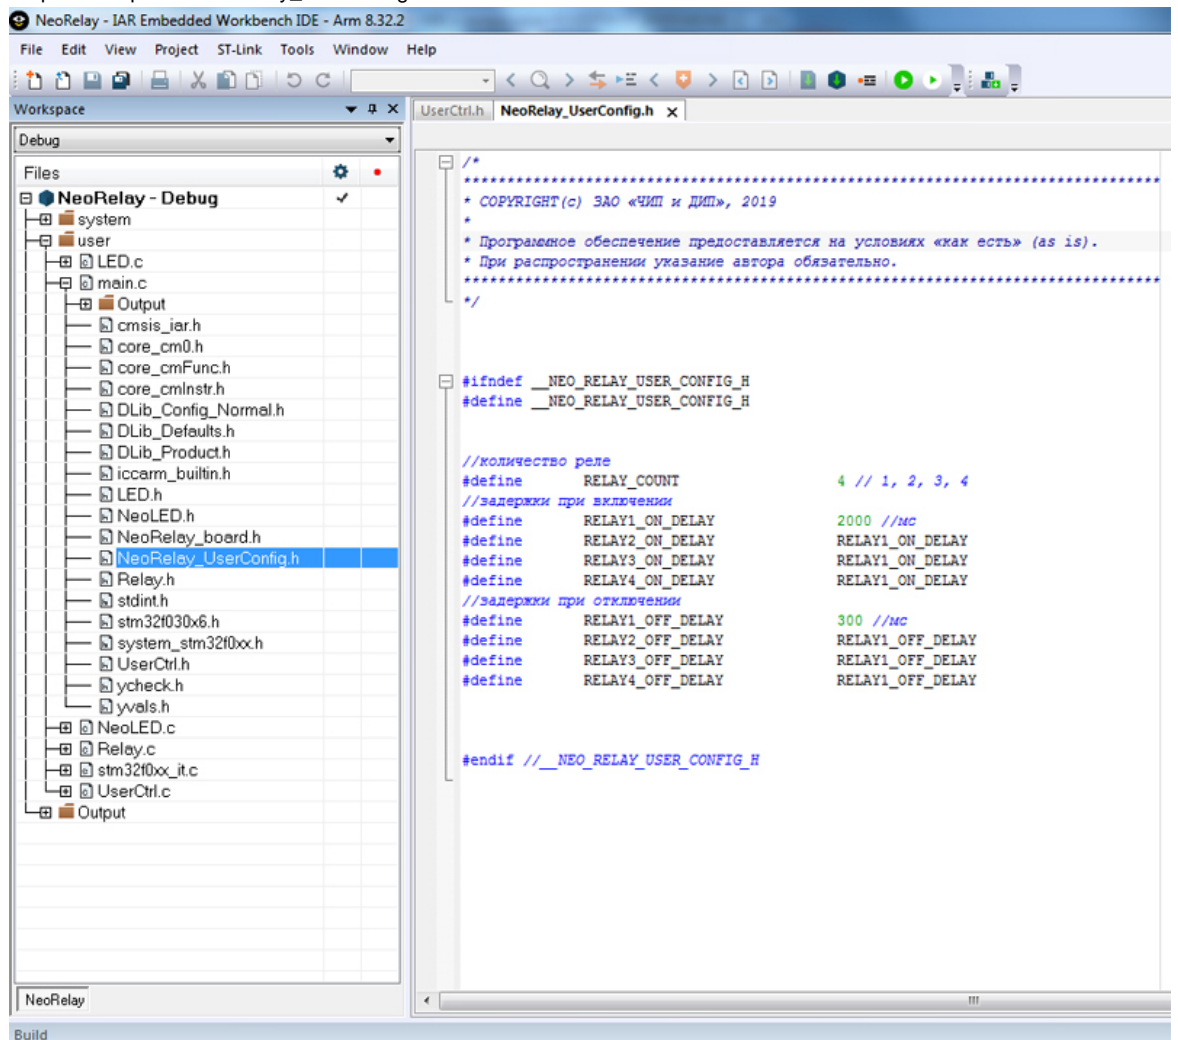 NeoRelay - IAR Embedded Workbench IDE - Arm 8.32.2
File Edit View Project ST-Link Tools Window Help
Workspace
Debug
Files
NeoRelay - Debug
system
user
LED.c
main.c
Output
cmsis_iar.h
core_cm0.h
core_cmFunc.h
core_cmInstr.h
DLib_Config_Normal.h
DLib_Defaults.h
DLib_Product.h
iccarm_builtin.h
LED.h
NeoLED.h
NeoRelay_board.h
NeoRelay_UserConfig.h
Relay.h
stdint.h
stm32f030x6.h
system_stm32f0xx.h
UserCtrl.h
ycheck.h
yvals.h
NeoLED.c
Relay.c
stm32f0xx_it.c
UserCtrl.c
Output
NeoRelay
Build
UserCtrl.h NeoRelay_UserConfig.h x
/*
********************************************************************************
* COPYRIGHT(c) ЗАО «ЧИП и ДИП», 2019
*
* Программное обеспечение предоставляется на условиях «как есть» (as is).
* При распространении указание автора обязательно.
********************************************************************************
*/
#ifndef __NEO_RELAY_USER_CONFIG_H
#define __NEO_RELAY_USER_CONFIG_H
//количество реле
#define RELAY_COUNT 4 // 1, 2, 3, 4
//задержки при включении
#define RELAY1_ON_DELAY 2000 //мс
#define RELAY2_ON_DELAY RELAY1_ON_DELAY
#define RELAY3_ON_DELAY RELAY1_ON_DELAY
#define RELAY4_ON_DELAY RELAY1_ON_DELAY
//задержки при отключении
#define RELAY1_OFF_DELAY 300 //мс
#define RELAY2_OFF_DELAY RELAY1_OFF_DELAY
#define RELAY3_OFF_DELAY RELAY1_OFF_DELAY
#define RELAY4_OFF_DELAY RELAY1_OFF_DELAY
#endif //__NEO_RELAY_USER_CONFIG_H